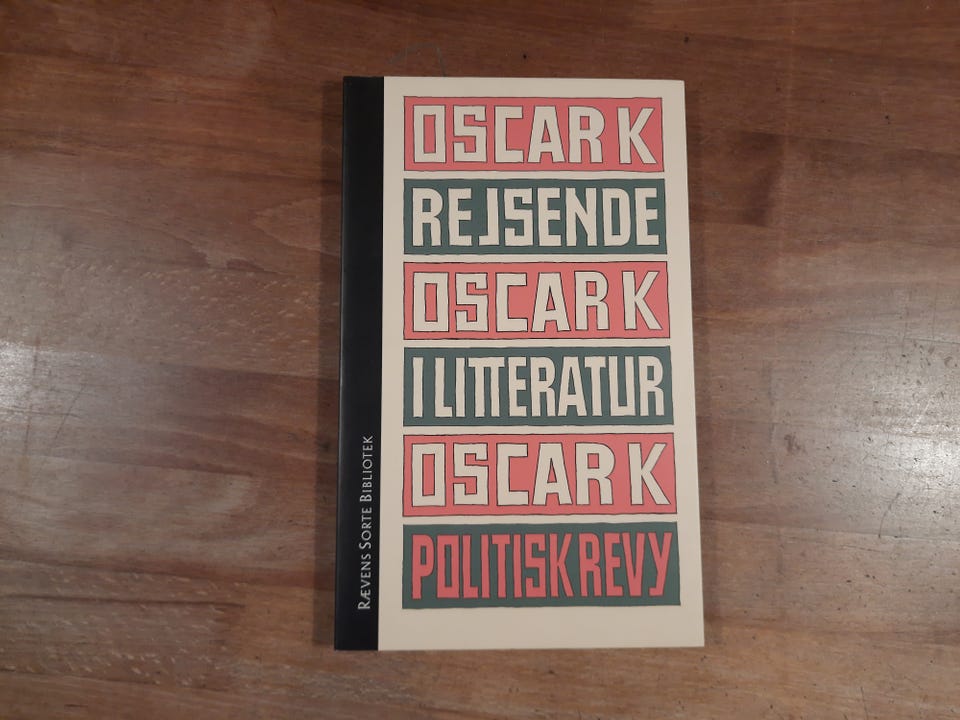 OSCAR K
REJSENDE
OSCAR K
I LITTERATUR
OSCAR K
POLITISK REVY
RÆVENS SORTE BIBLIOTEK